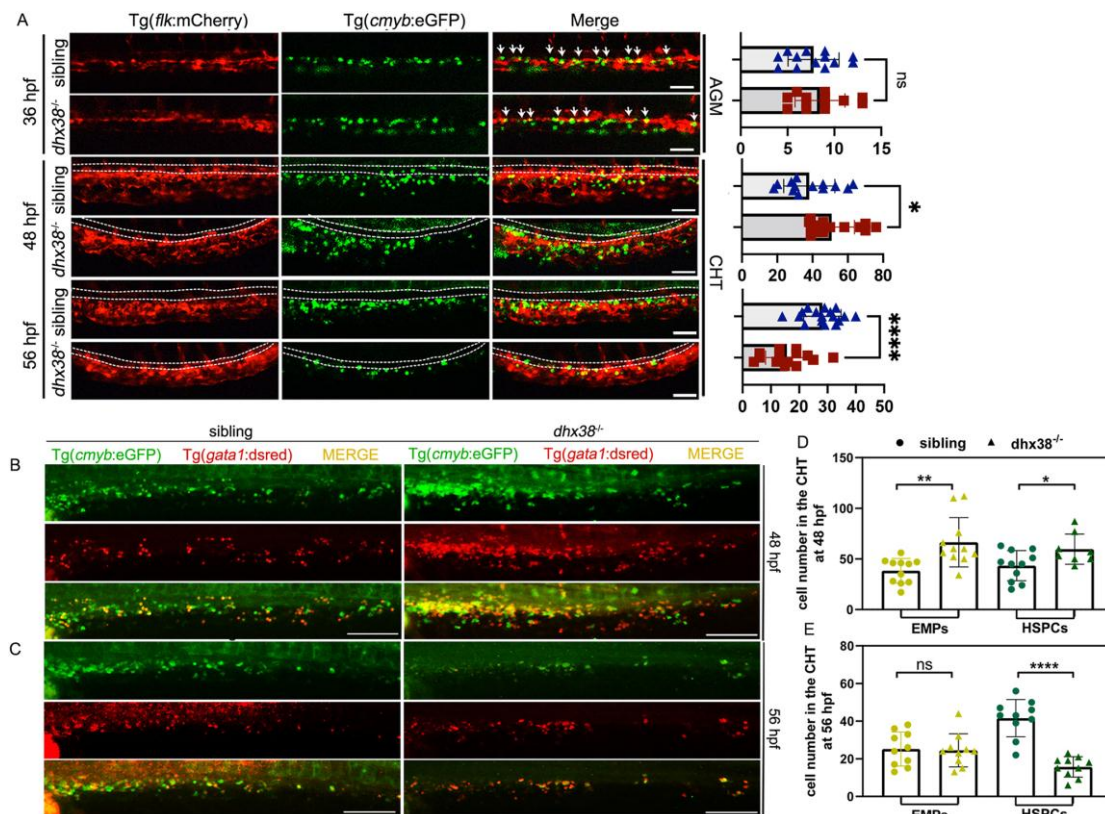 A
Tg(flk:mCherry) Tg(cmyb:eGFP) Merge
36 hpf
sibling
dhx38-/-
48 hpf
sibling
dhx38-/-
56 hpf
sibling
dhx38-/-
AGM
CHT
ns
0 5 10 15
*
0 20 40 60 80
****
0 10 20 30 40 50
sibling dhx38-/-
B Tg(cmyb:eGFP) Tg(gata1:dsred) MERGE Tg(cmyb:eGFP) Tg(gata1:dsred) MERGE
48 hpf
C
56 hpf
D sibling dhx38-/-
cell number in the CHT
at 48 hpf
150
100
50
0
** *
EMPs HSPCs
E
cell number in the CHT
at 56 hpf
80
60
40
20
0
ns ****
EMPs HSPCs